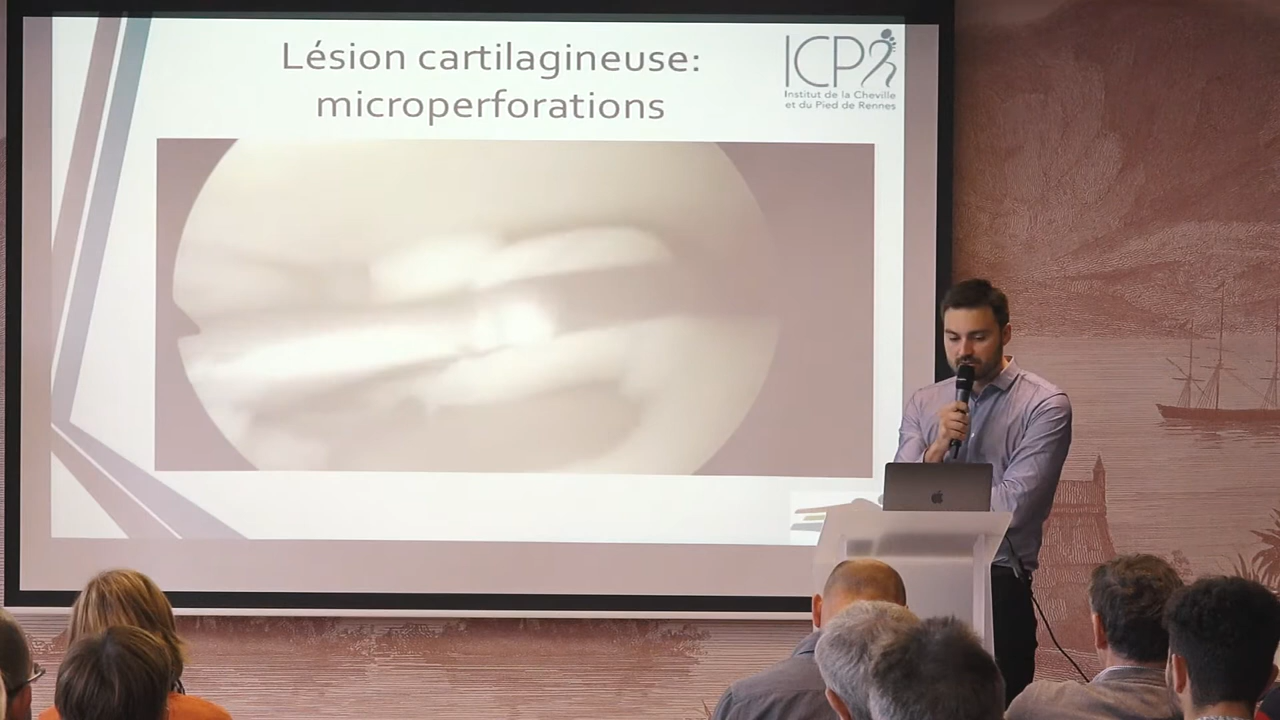 Lésion cartilagineuse:
microperforations
ICP
Institut de la Cheville
et du Pied de Rennes